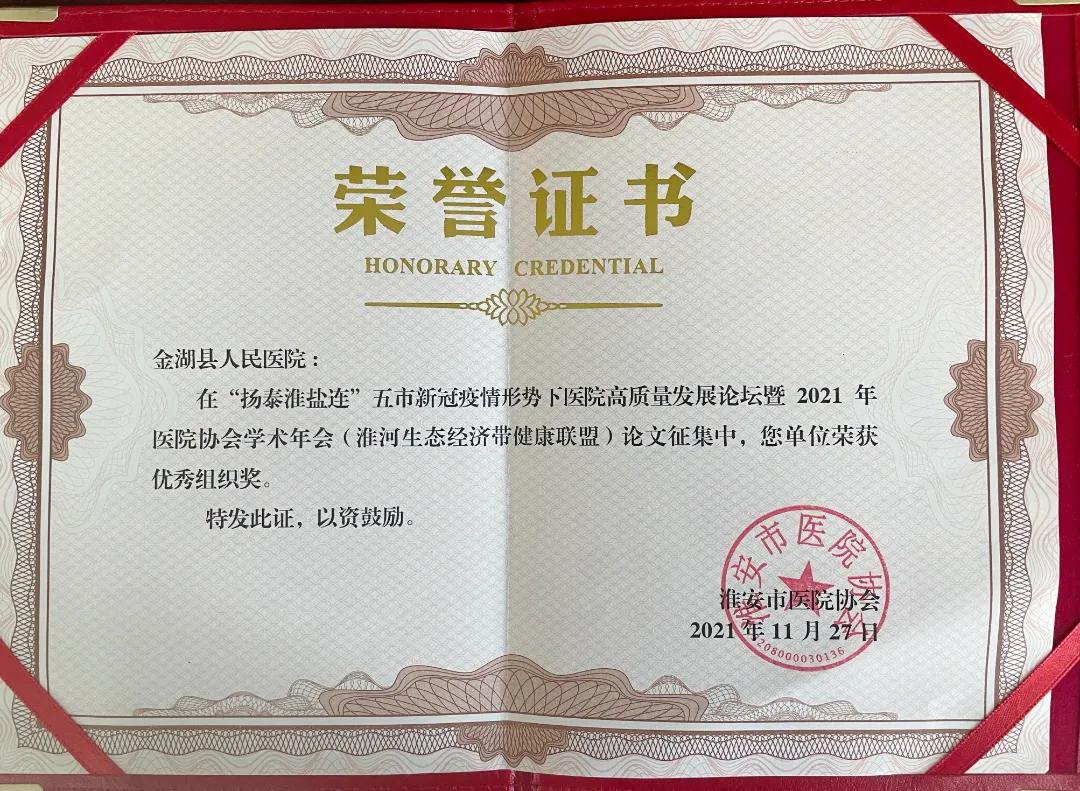 荣誉证书
HONORARY CREDENTIAL
金湖县人民医院：
在“扬泰淮盐连”五市新冠疫情形势下医院高质量发展论坛暨 2021 年
医院协会学术年会（淮河生态经济带健康联盟）论文征集中，您单位荣获
优秀组织奖。
特发此证，以资鼓励。
淮安市医院协会
淮安市医院协会
2021 年 11 月 27 日